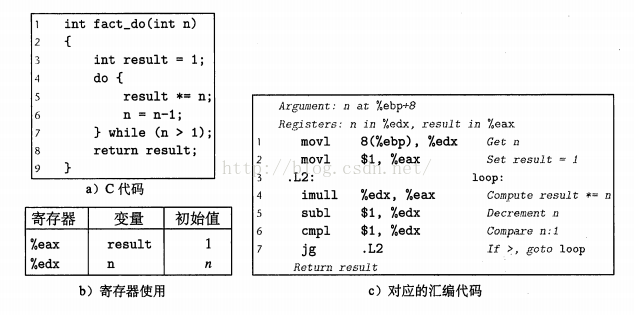 1 int fact_do(int n)
2 {
3 int result = 1;
4 do {
5 result *= n;
6 n = n-1;
7 } while (n > 1);
8 return result;
9 }
a) C 代码
寄存器 变量 初始值
%eax result 1
%edx n n
b) 寄存器使用
Argument: n at %ebp+8
Registers: n in %edx, result in %eax
1 movl 8(%ebp), %edx Get n
2 movl $1, %eax Set result = 1
3 .L2: loop:
4 imull %edx, %eax Compute result *= n
5 subl $1, %edx Decrement n
6 cmpl $1, %edx Compare n:1
7 jg .L2 If >, goto loop
Return result
c) 对应的汇编代码
http://blog.csdn.net/